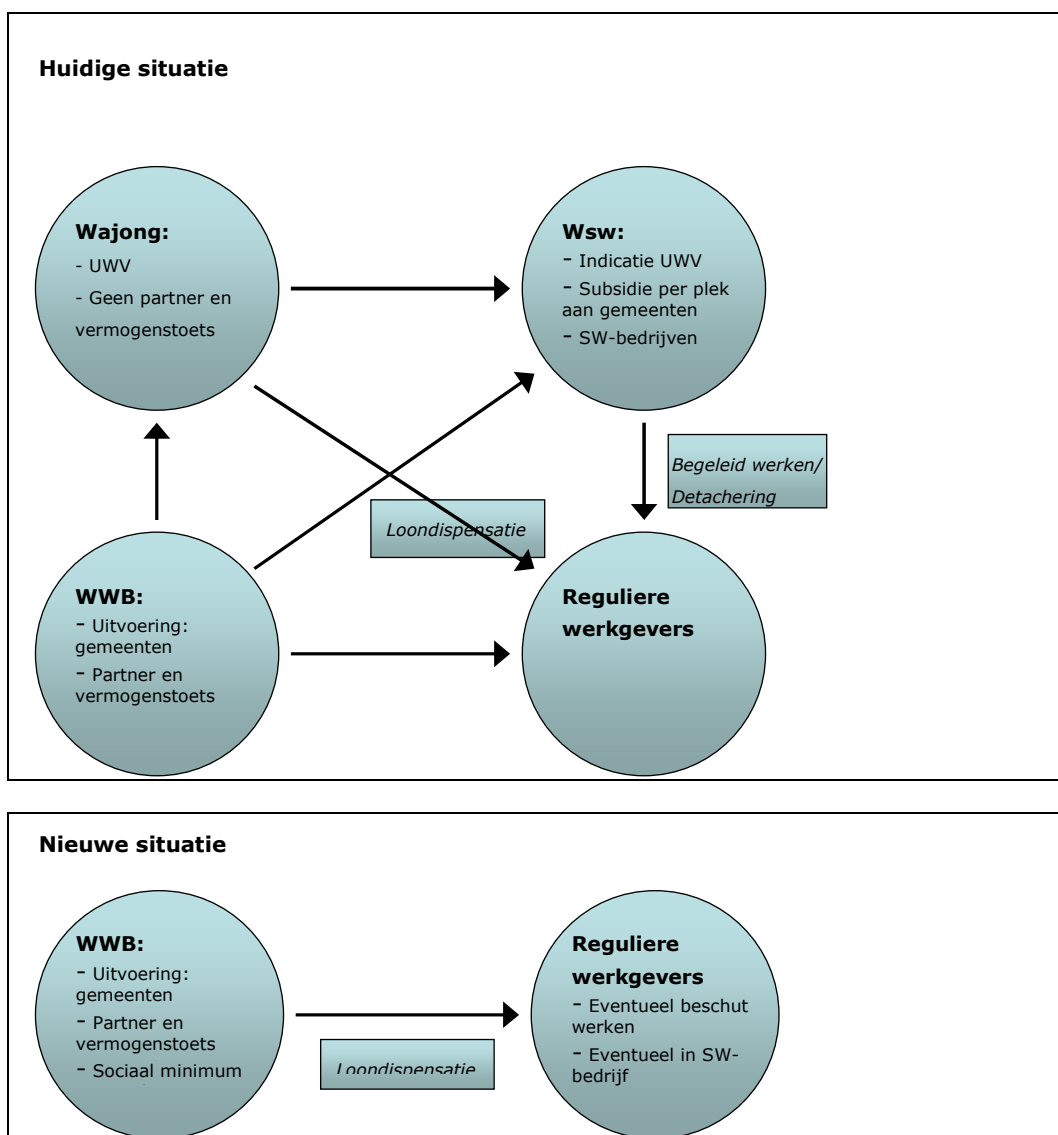 Huidige situatie
Wajong:
- UWV
- Geen partner en
vermogenstoets
Wsw:
- Indicatie UWV
- Subsidie per plek
aan gemeenten
- SW-bedrijven
Begeleid werken/
Detachering
Loondispensatie
WWB:
- Uitvoering:
gemeenten
- Partner en
vermogenstoets
Reguliere
werkgevers
Nieuwe situatie
WWB:
- Uitvoering:
gemeenten
- Partner en
vermogenstoets
- Sociaal minimum
Loondispensatie
Reguliere
werkgevers
- Eventueel beschut
werken
- Eventueel in SW-
bedrijf